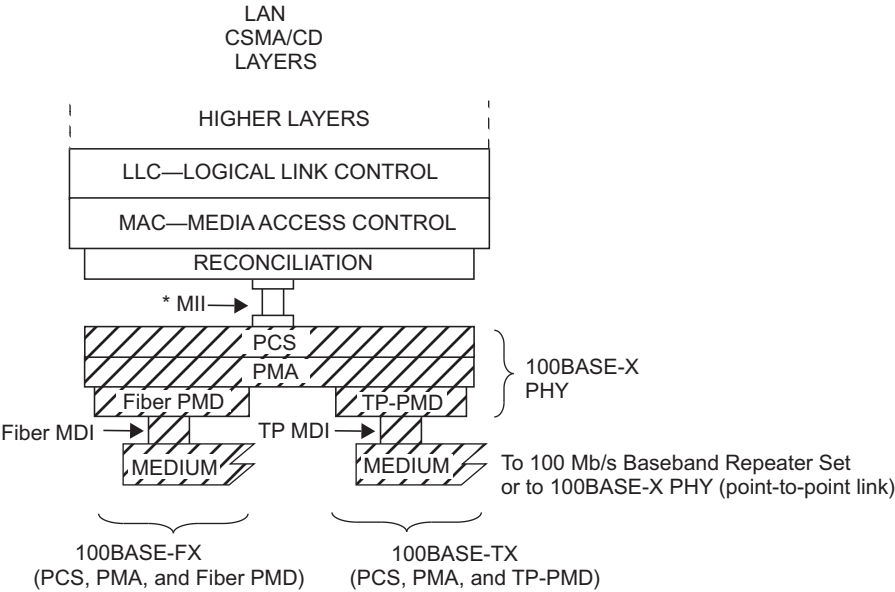 LAN
CSMA/CD
LAYERS
HIGHER LAYERS
LLC—LOGICAL LINK CONTROL
MAC—MEDIA ACCESS CONTROL
RECONCILIATION
* MII
PCS
PMA
100BASE-X
PHY
Fiber PMD
TP-PMD
Fiber MDI
TP MDI
MEDIUM
MEDIUM
To 100 Mb/s Baseband Repeater Set
or to 100BASE-X PHY (point-to-point link)
100BASE-FX
(PCS, PMA, and Fiber PMD)
100BASE-TX
(PCS, PMA, and TP-PMD)